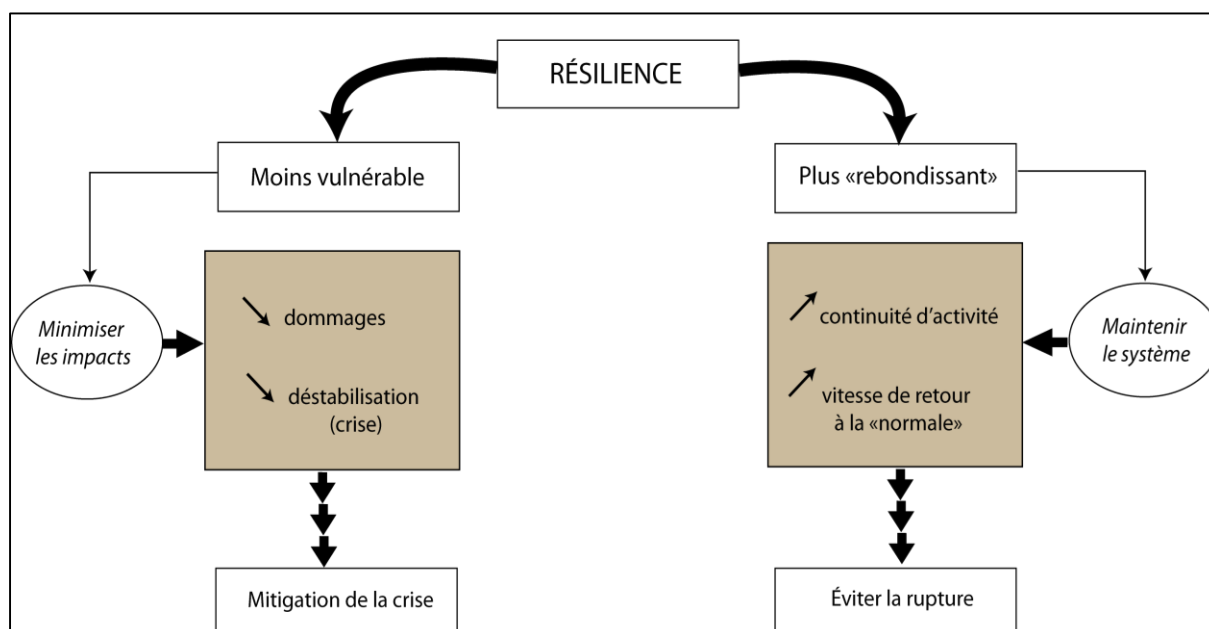 RÉSILIENCE
Moins vulnérable
Plus «rebondissant»
Minimiser
les impacts
dommages
déstabilisation
(crise)
continuité d’activité
vitesse de retour
à la «normale»
Maintenir
le système
Mitigation de la crise
Éviter la rupture